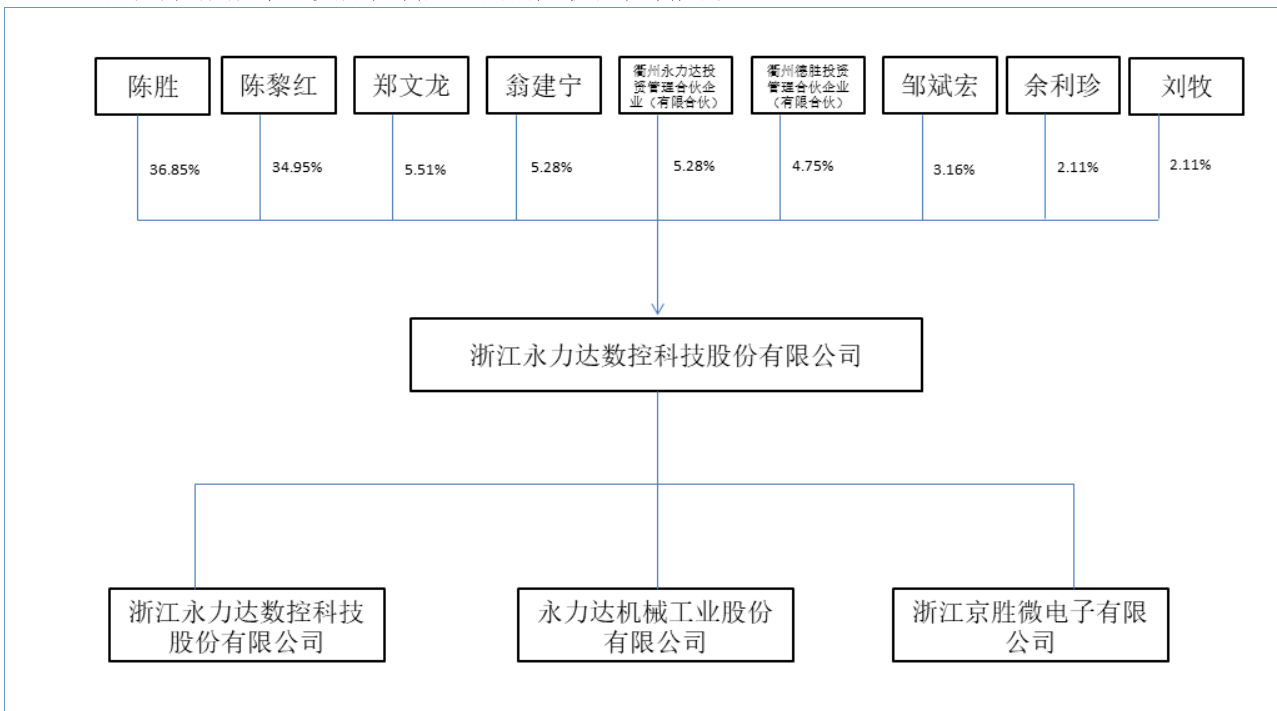 陈胜
陈黎红
郑文龙
翁建宁
衢州永力达投
资管理合伙企
业（有限合伙）
衢州德胜投资
管理合伙企业
（有限合伙）
邹斌宏
余利珍
刘牧
36.85%
34.95%
5.51%
5.28%
5.28%
4.75%
3.16%
2.11%
2.11%
浙江永力达数控科技股份有限公司
浙江永力达数控科技
股份有限公司
永力达机械工业股份
有限公司
浙江京胜微电子有限
公司